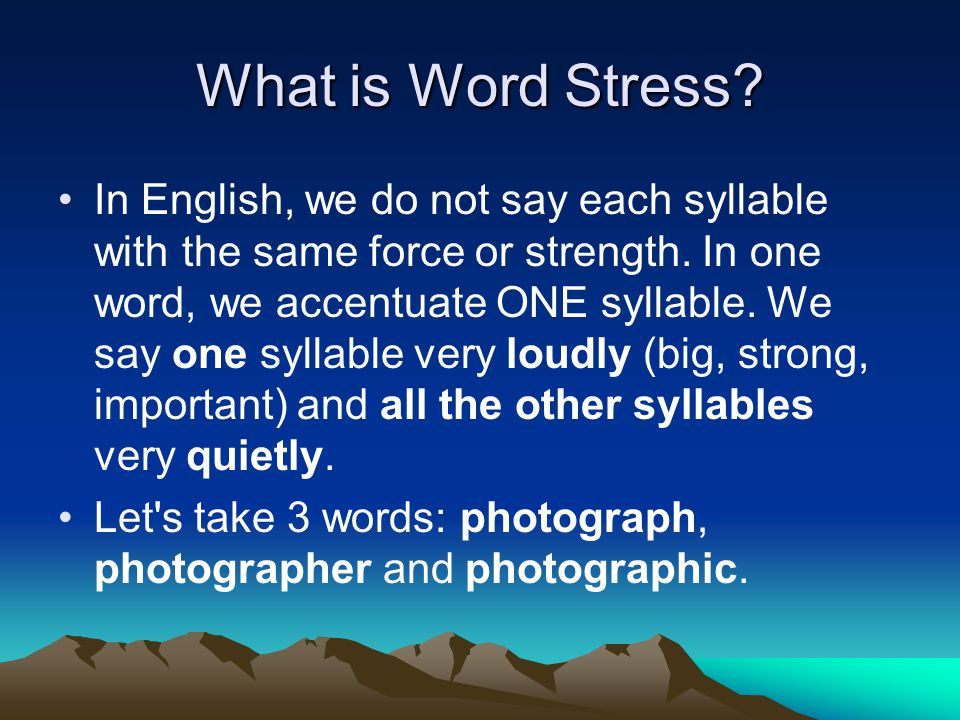 What is Word Stress?
• In English, we do not say each syllable
with the same force or strength. In one
word, we accentuate ONE syllable. We
say one syllable very loudly (big, strong,
important) and all the other syllables
very quietly.
• Let's take 3 words: photograph,
photographer and photographic.